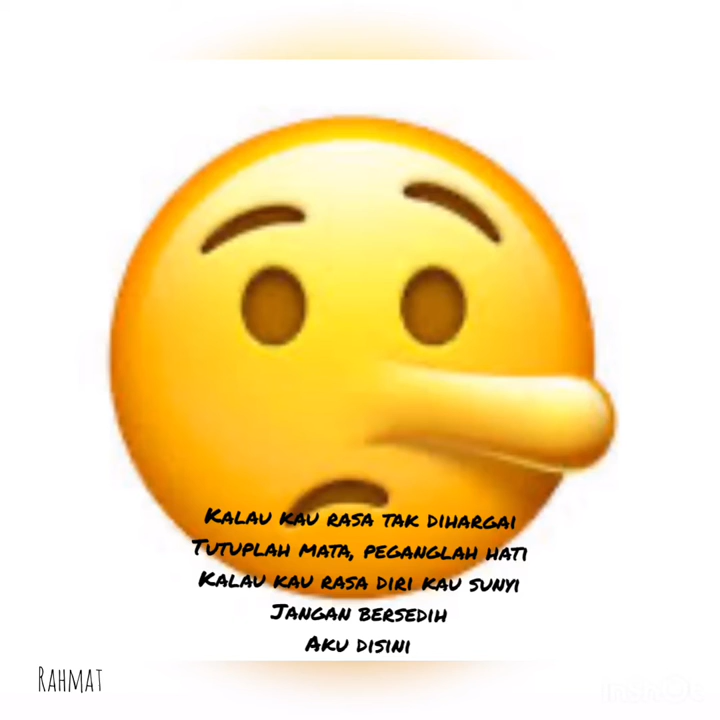 Kalau kau rasa tak dihargai
Tutuplah mata, peganglah hati
Kalau kau rasa diri kau sunyi
Jangan bersedih
Aku disini
Rahmat